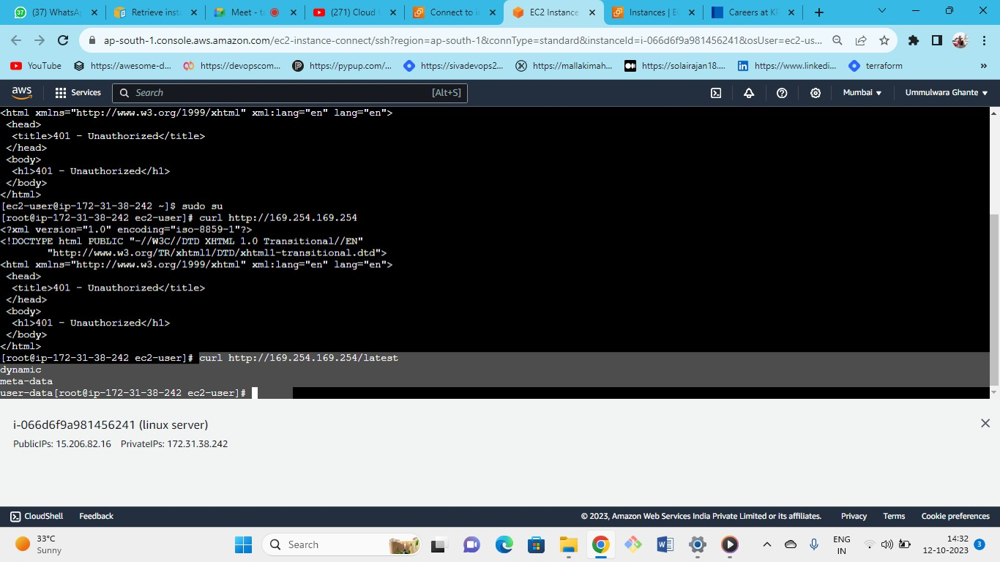 (37) WhatsA
Retrieve inst
Meet - t
(271) Cloud
Connect to i
EC2 Instance
Instances | E
Careers at KP
ap-south-1.console.aws.amazon.com/ec2-instance-connect/ssh?region=ap-south-1&connType=standard&instanceId=i-066d6f9a981456241&osUser=ec2-us...
YouTube
https://awesome-d...
https://devopscom...
https://pypup.com/...
https://sivadevops2...
https://mallakimah...
https://solairajan18....
https://www.linkedi...
terraform
aws
Services
Search
[Alt+S]
Mumbai
Ummulwara Ghante
<html xmlns="http://www.w3.org/1999/xhtml" xml:lang="en" lang="en">
<head>
<title>401 - Unauthorized</title>
</head>
<body>
<h1>401 - Unauthorized</h1>
</body>
</html>
[ec2-user@ip-172-31-38-242 ~]$ sudo su
[root@ip-172-31-38-242 ec2-user]# curl http://169.254.169.254
<?xml version="1.0" encoding="iso-8859-1"?>
<!DOCTYPE html PUBLIC "-//W3C//DTD XHTML 1.0 Transitional//EN"
"http://www.w3.org/TR/xhtml1/DTD/xhtml1-transitional.dtd">
<html xmlns="http://www.w3.org/1999/xhtml" xml:lang="en" lang="en">
<head>
<title>401 - Unauthorized</title>
</head>
<body>
<h1>401 - Unauthorized</h1>
</body>
</html>
[root@ip-172-31-38-242 ec2-user]# curl http://169.254.169.254/latest
dynamic
meta-data
user-data[root@ip-172-31-38-242 ec2-user]#
i-066d6f9a981456241 (linux server)
PublicIPs: 15.206.82.16 PrivateIPs: 172.31.38.242
CloudShell
Feedback
© 2023, Amazon Web Services India Private Limited or its affiliates.
Privacy
Terms
Cookie preferences
33°C
Sunny
Search
ENG
IN
14:32
12-10-2023
3